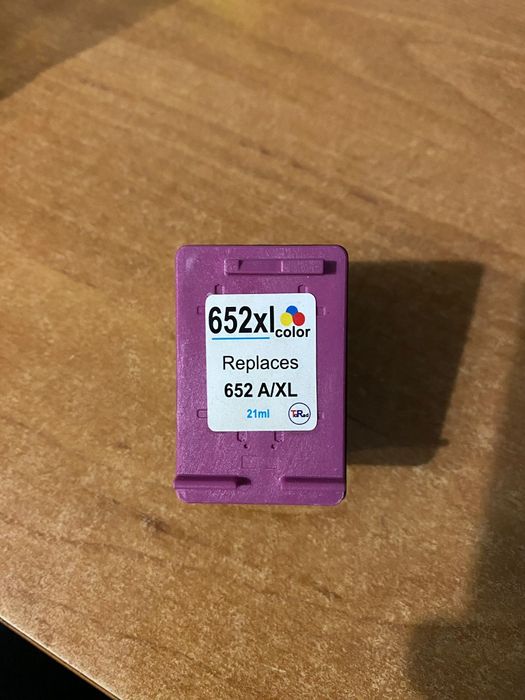 652xl
color
Replaces
652 A/XL
21ml